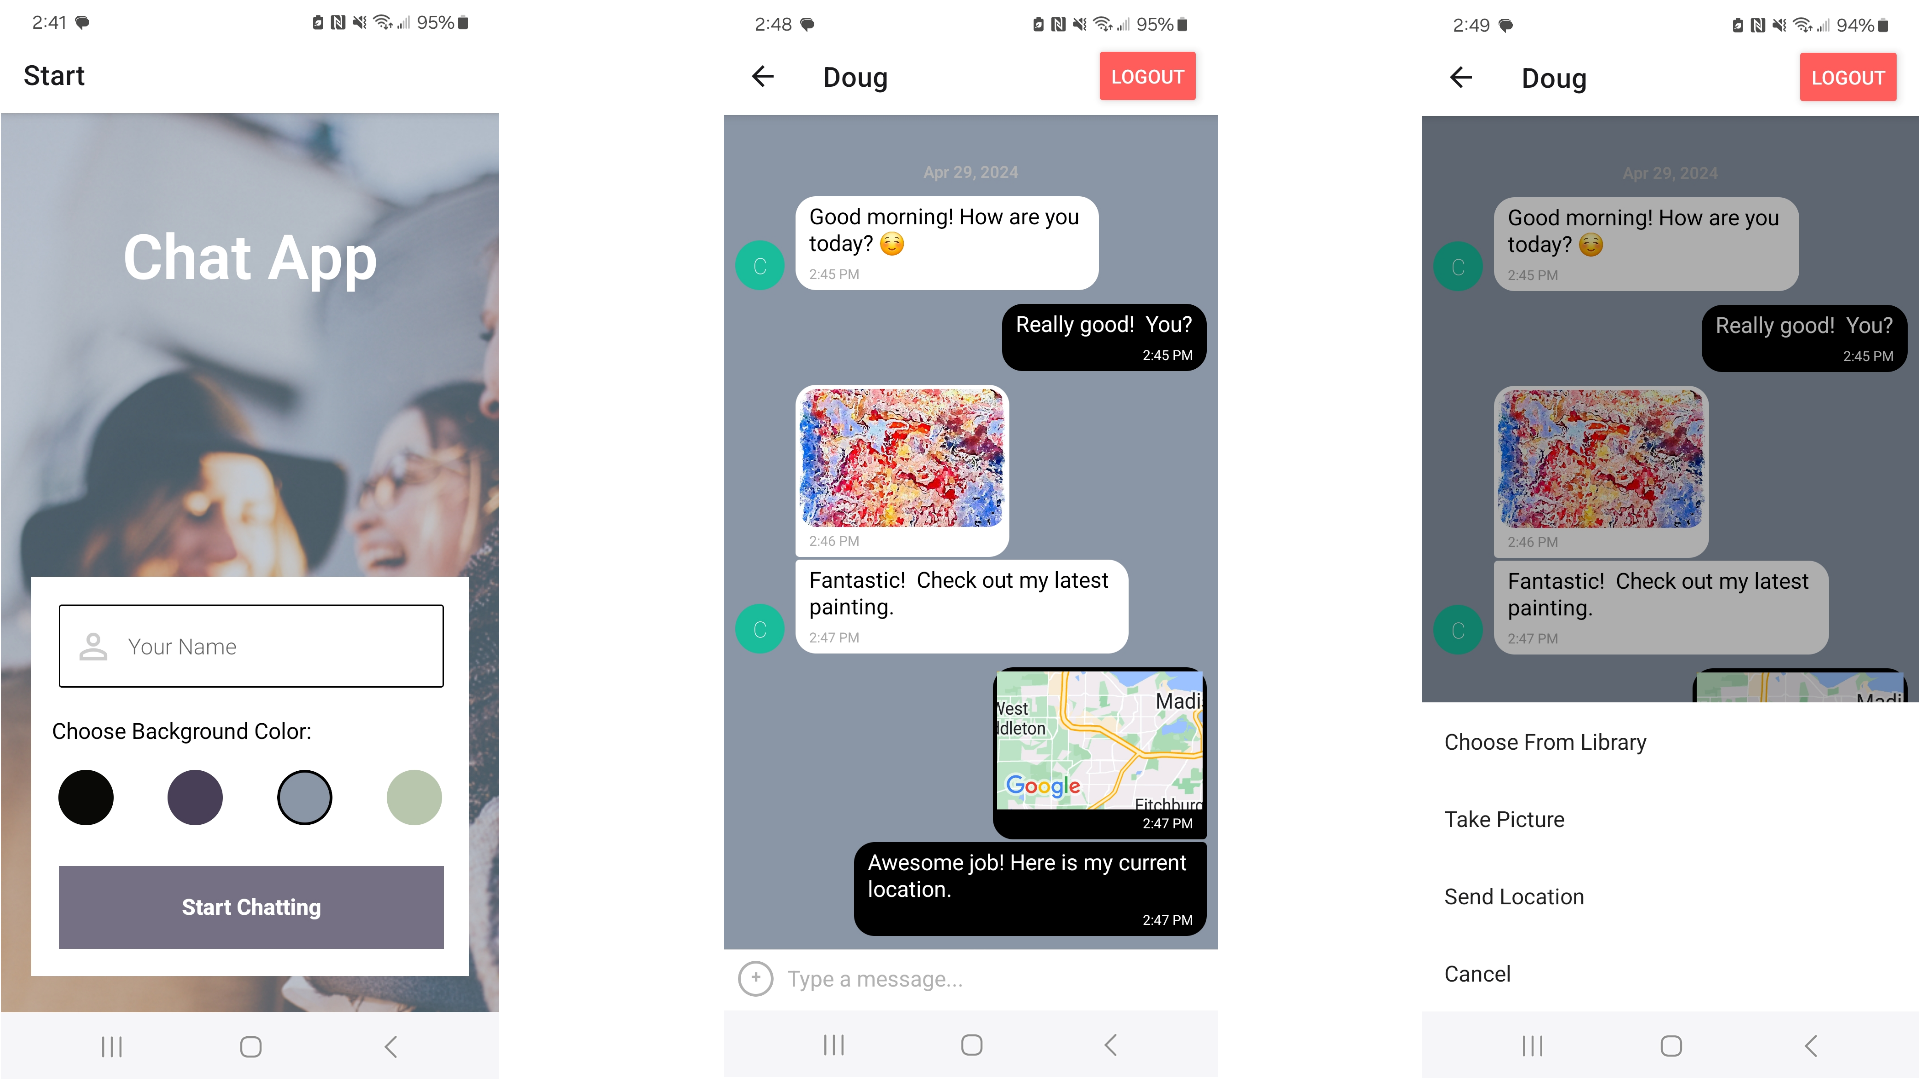 2:41
95%
Start
Chat App
Your Name
Choose Background Color:
Start Chatting
2:48
95%
Doug
LOGOUT
Apr 29, 2024
Good morning! How are you
today? ☺️
2:45 PM
C
Really good!  You?
2:45 PM
2:46 PM
Fantastic!  Check out my latest
painting.
2:47 PM
C
West
ddleton
Madi
Google
Fitchburg
2:47 PM
Awesome job! Here is my current
location.
2:47 PM
Type a message...
2:49
94%
Doug
LOGOUT
Apr 29, 2024
Good morning! How are you
today? ☺️
2:45 PM
C
Really good!  You?
2:45 PM
2:46 PM
Fantastic!  Check out my latest
painting.
2:47 PM
C
Madi
Choose From Library
Take Picture
Send Location
Cancel